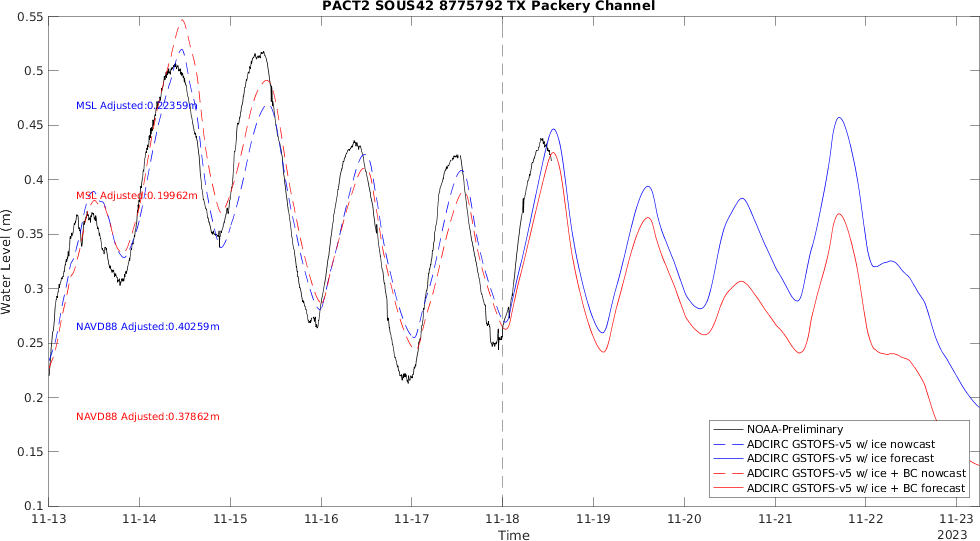 PACT2 SOUS42 8775792 TX Packery Channel
Water Level (m)
0.55
0.5
0.45
0.4
0.35
0.3
0.25
0.2
0.15
0.1
MSL Adjusted:0.22359m
MSL Adjusted:0.19962m
NAVD88 Adjusted:0.40259m
NAVD88 Adjusted:0.37862m
NOAA-Preliminary
ADCIRC GSTOFS-v5 w/ ice nowcast
ADCIRC GSTOFS-v5 w/ ice forecast
ADCIRC GSTOFS-v5 w/ ice + BC nowcast
ADCIRC GSTOFS-v5 w/ ice + BC forecast
11-13 11-14 11-15 11-16 11-17 11-18 11-19 11-20 11-21 11-22 11-23
Time 2023